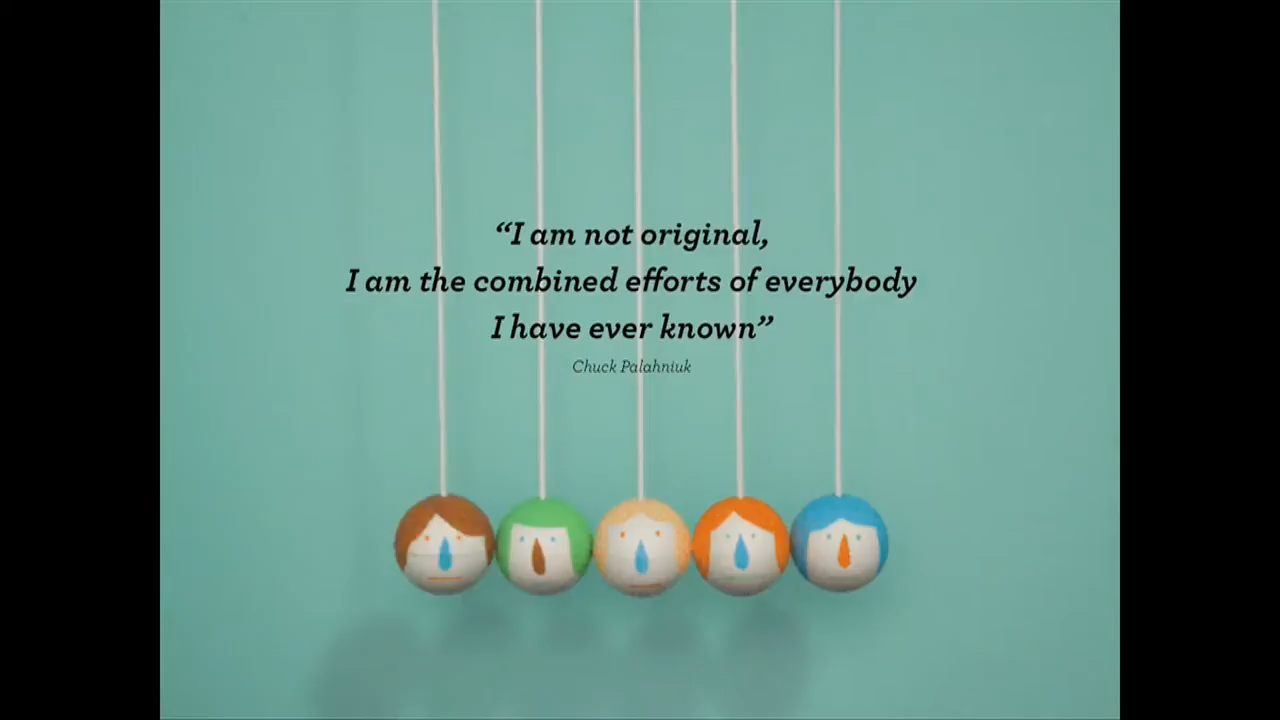 “I am not original,
I am the combined efforts of everybody
I have ever known”
Chuck Palahniuk